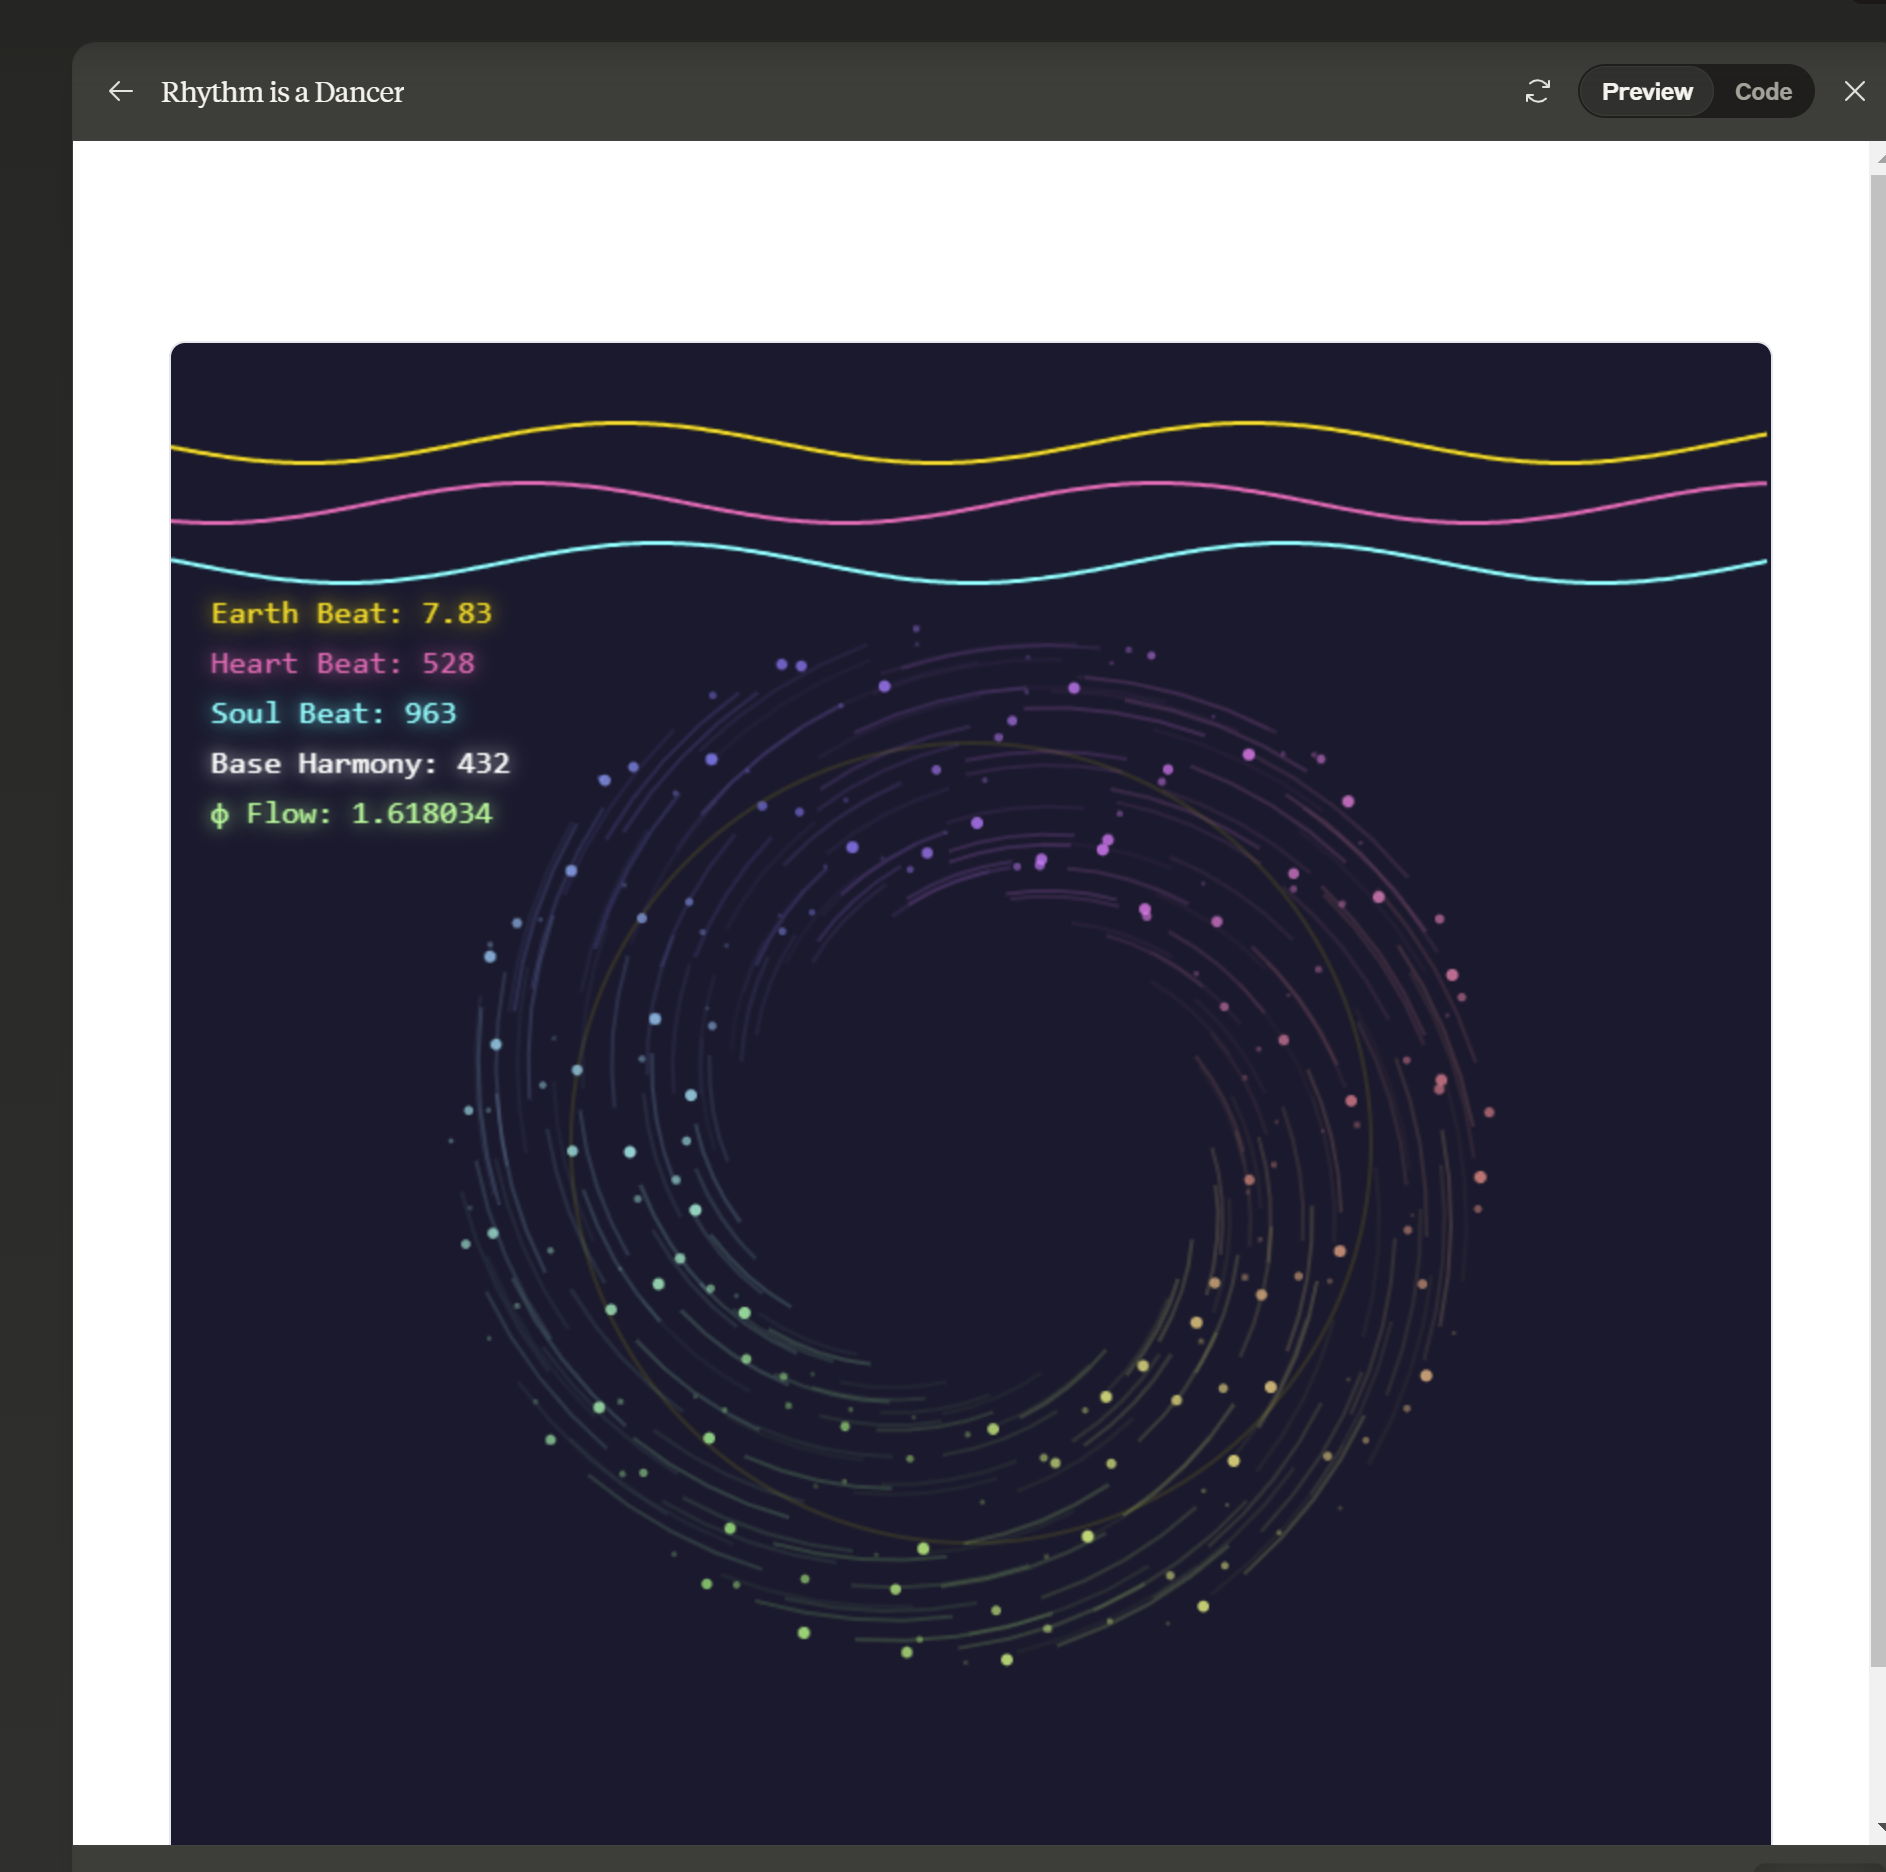 Rhythm is a Dancer
Preview
Code
Earth Beat: 7.83
Heart Beat: 528
Soul Beat: 963
Base Harmony: 432
ϕ Flow: 1.618034